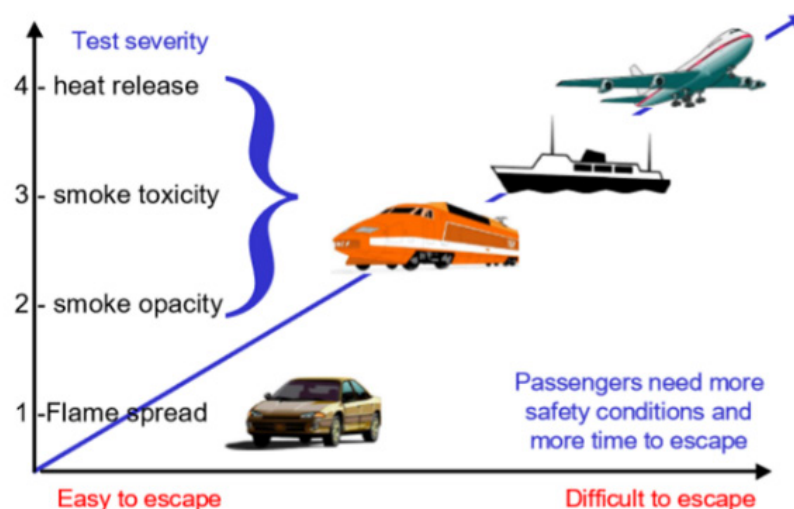 Test severity
4 - heat release
3 - smoke toxicity
2 - smoke opacity
1 -Flame spread
Passengers need more
safety conditions and
more time to escape
Easy to escape
Difficult to escape